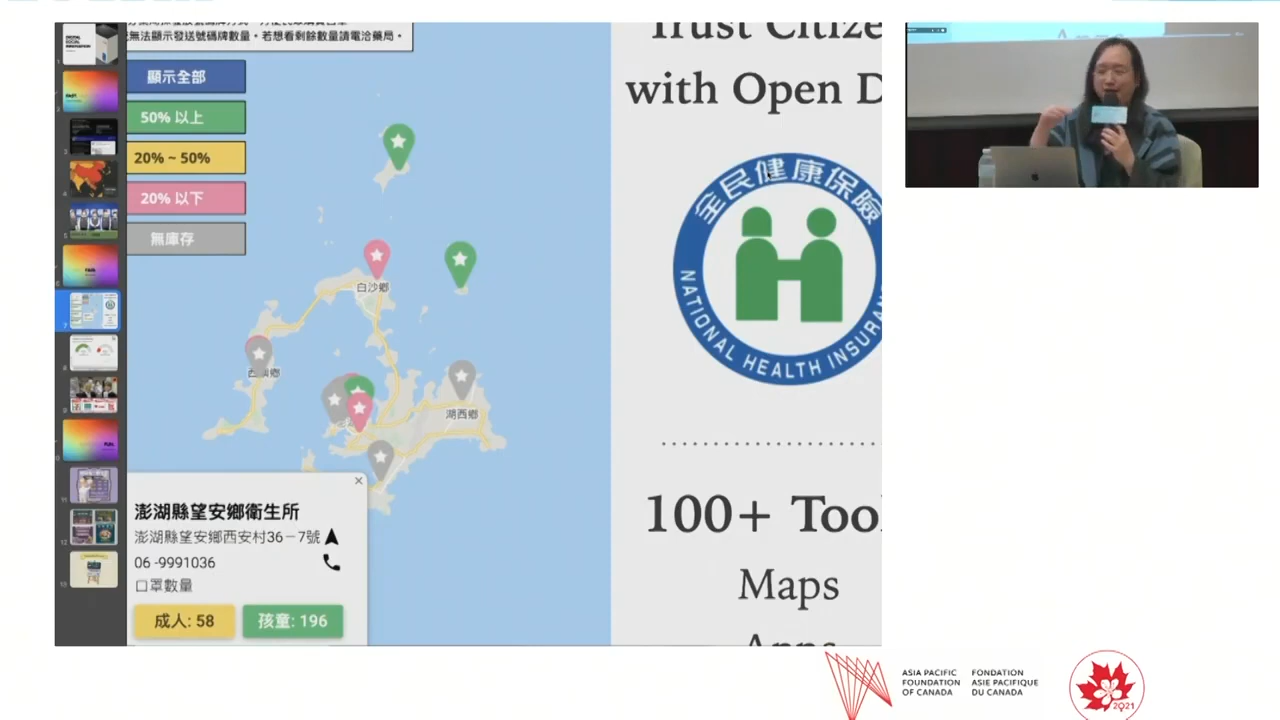 無法顯示發送號碼牌數量。若想看剩餘數量請電洽藥局。
顯示全部
50% 以上
20% ~ 50%
20% 以下
無庫存
白沙鄉
湖西鄉
×
澎湖縣望安鄉衛生所
澎湖縣望安鄉西安村36－7號
06 -9991036
口罩數量
成人: 58
孩童: 196
Trust Citize
with Open D
全民健康保險
NATIONAL HEALTH INSURAN
100+ Too
Maps
Apps
DIGITAL
SOCIAL
INNOVATION
ASIA PACIFIC
FOUNDATION
OF CANADA
FONDATION
ASIE PACIFIQUE
DU CANADA
2021